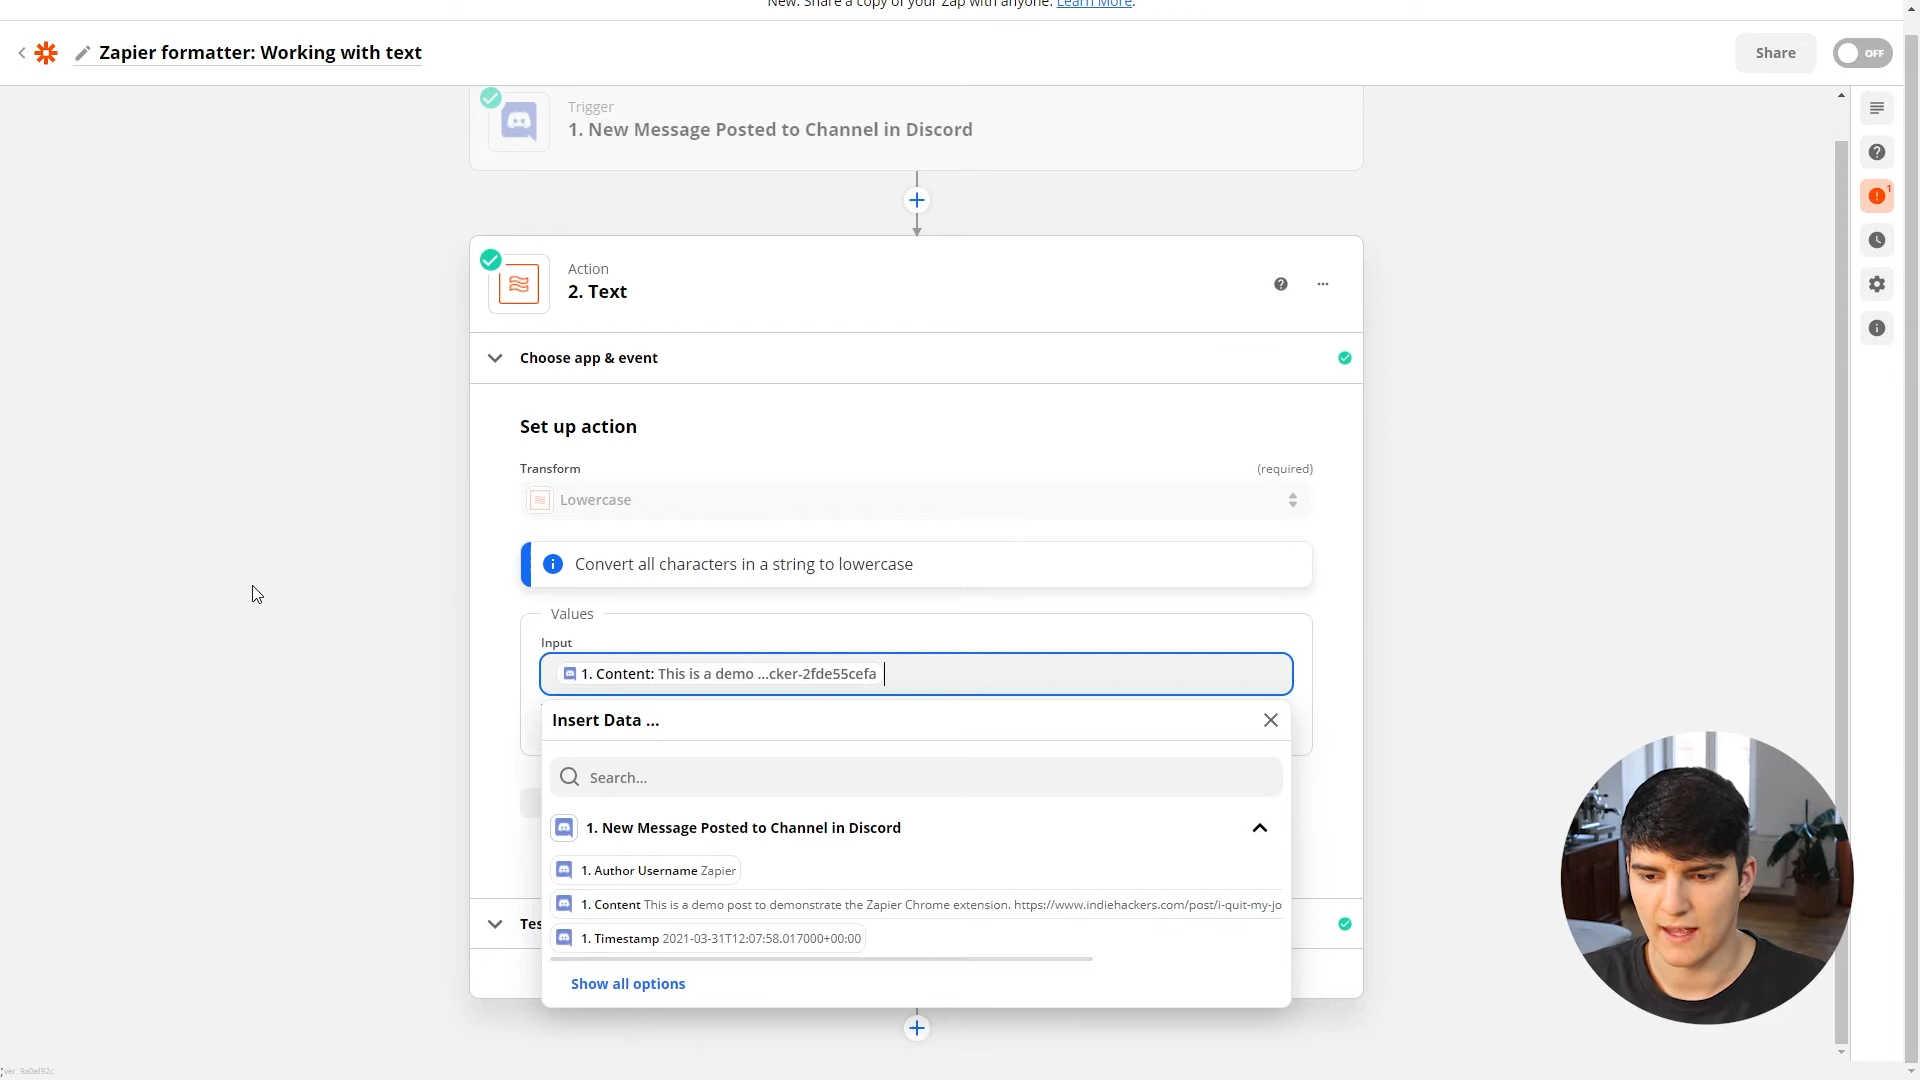 New: Share a copy of your Zap with anyone. Learn More.
Zapier formatter: Working with text
Share
OFF
Trigger
1. New Message Posted to Channel in Discord
1
Action
2. Text
Choose app & event
Set up action
Transform
(required)
Lowercase
Convert all characters in a string to lowercase
Values
Input
1. Content: This is a demo ...cker-2fde55cefa
Insert Data ...
Search...
1. New Message Posted to Channel in Discord
1. Author Username Zapier
1. Content This is a demo post to demonstrate the Zapier Chrome extension. https://www.indiehackers.com/post/i-quit-my-jo
Tes
1. Timestamp 2021-03-31T12:07:58.017000+00:00
Show all options
ver. 9a0ef92c